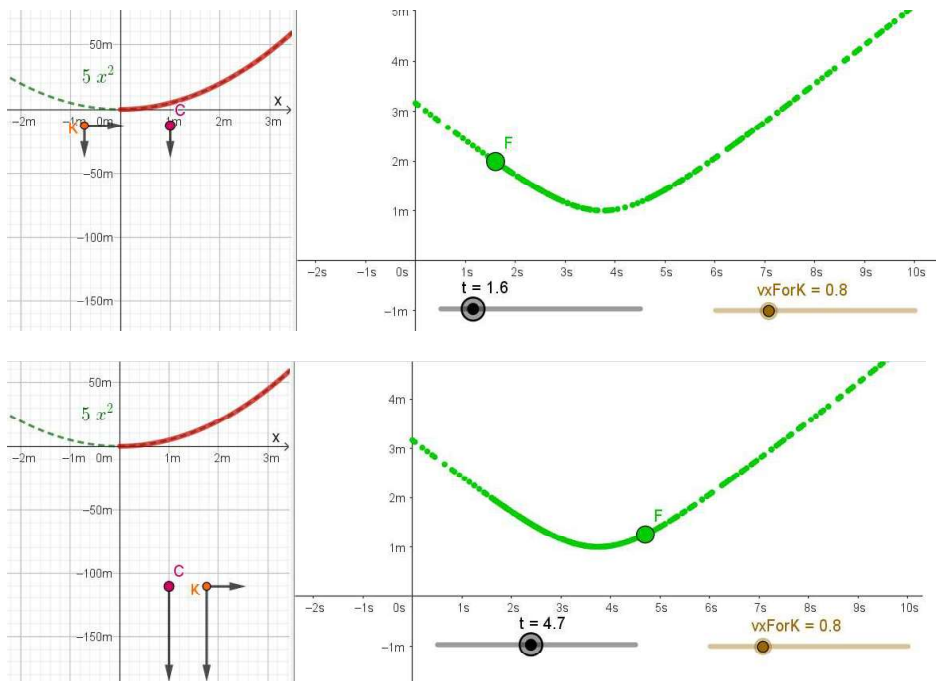 50m
5 x²
x
−2m −1m 0m 1m 2m 3m
K
C
−50m
−100m
−150m
5m
4m
3m
F
2m
1m
−2s −1s 0s 1s 2s 3s 4s 5s 6s 7s 8s 9s 10s
t = 1.6
vxForK = 0.8
−1m
50m
5 x²
x
−2m −1m 0m 1m 2m 3m
−50m
−100m
C
K
−150m
4m
3m
2m
F
1m
−2s −1s 0s 1s 2s 3s 4s 5s 6s 7s 8s 9s 10s
t = 4.7
vxForK = 0.8
−1m